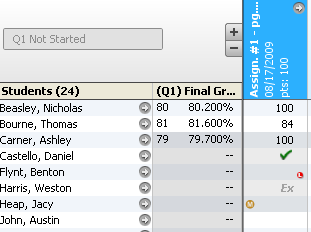 Q1 Not Started
+
−
Assign. #1 - pg....
08/17/2009
pts: 100
Students (24) (Q1) Final Gr...
Beasley, Nicholas 80 80.200% 100
Bourne, Thomas 81 81.600% 84
Carner, Ashley 79 79.700% 100
Castello, Daniel --
Flynt, Benton -- L
Harris, Weston -- Ex
Heap, Jacy -- M
John, Austin --